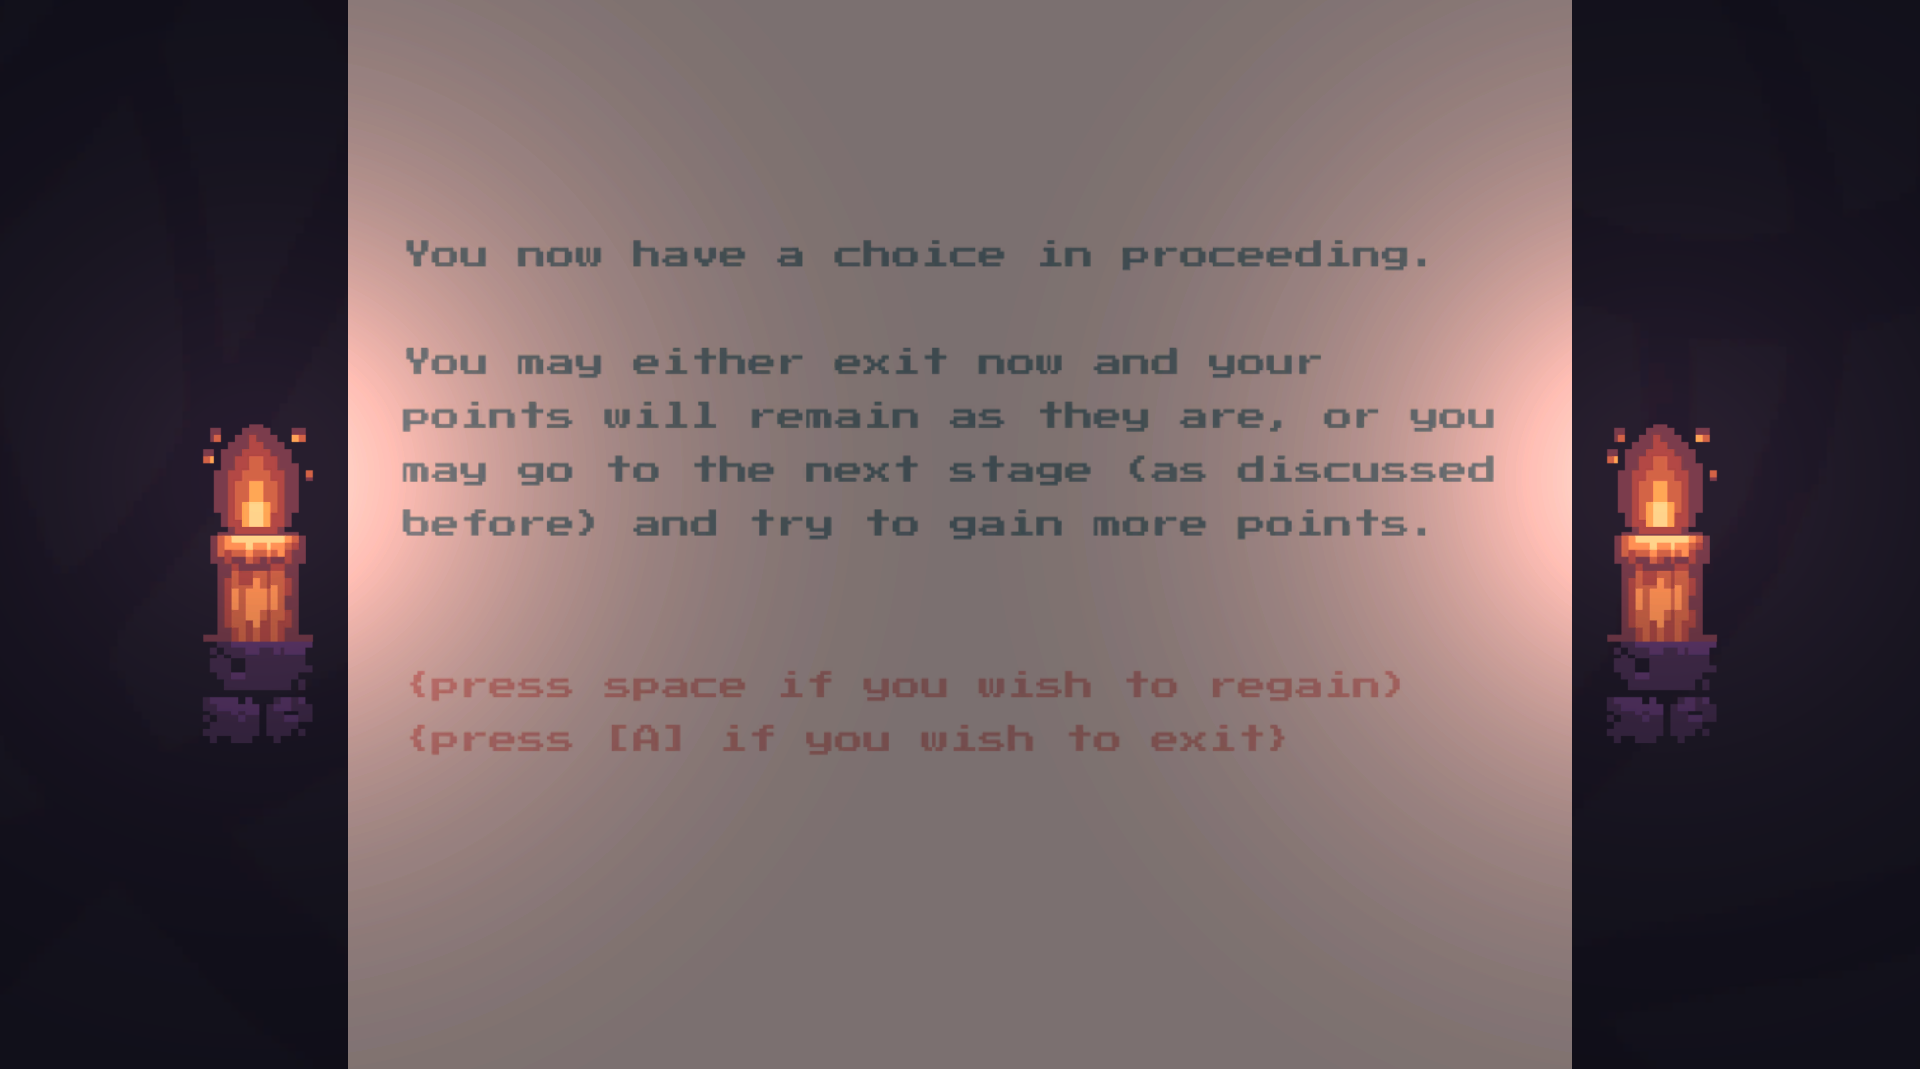 You now have a choice in proceeding.
You may either exit now and your
points will remain as they are, or you
may go to the next stage (as discussed
before) and try to gain more points.
(press space if you wish to regain)
(press [A] if you wish to exit)